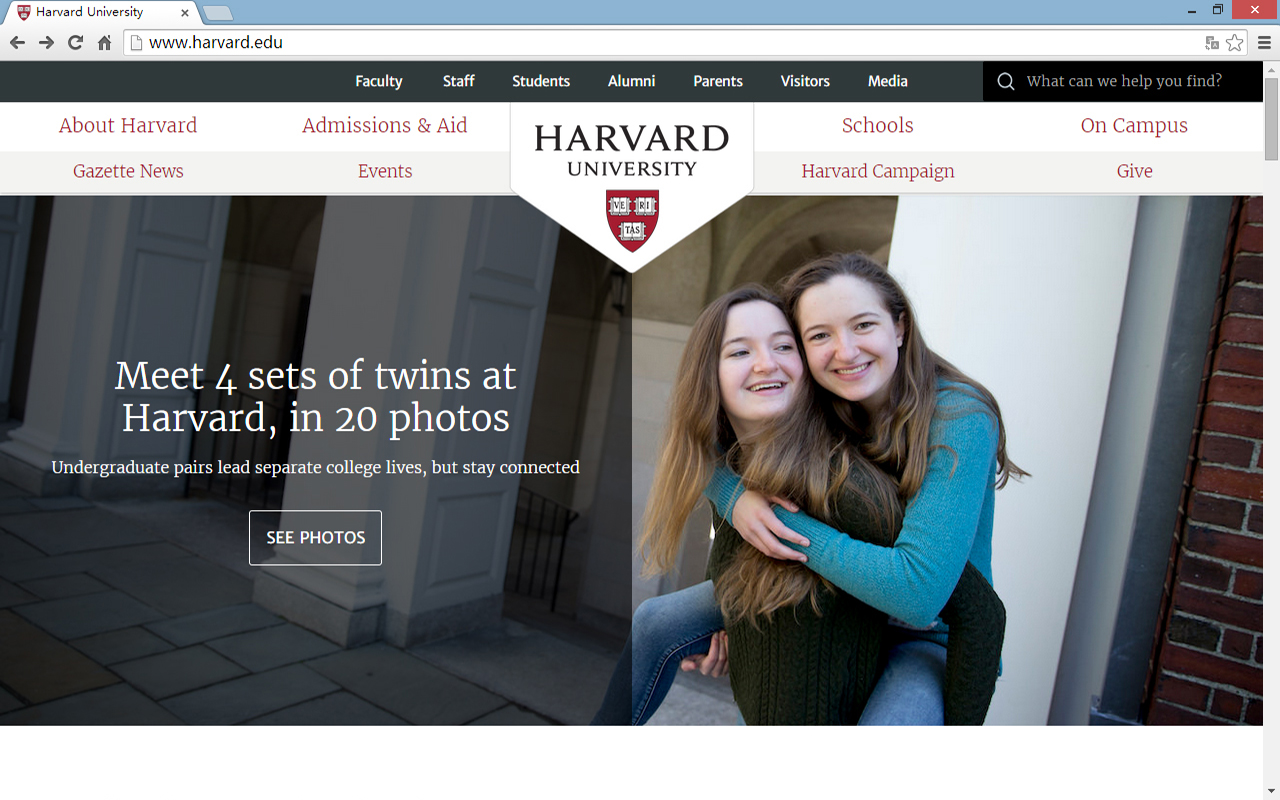 Harvard University
www.harvard.edu
Faculty Staff Students Alumni Parents Visitors Media What can we help you find?
About Harvard Admissions & Aid Schools On Campus
HARVARD
UNIVERSITY
Gazette News Events Harvard Campaign Give
VE RI
TAS
Meet 4 sets of twins at
Harvard, in 20 photos
Undergraduate pairs lead separate college lives, but stay connected
SEE PHOTOS